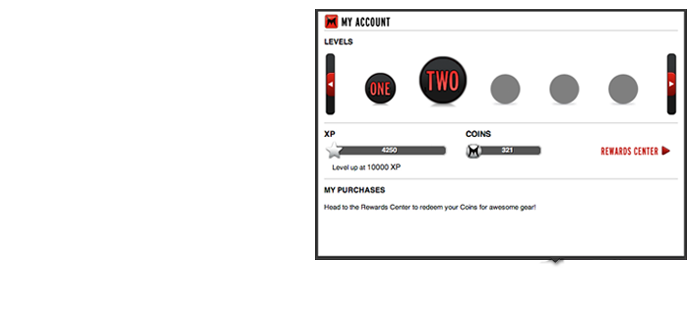 MY ACCOUNT
LEVELS
ONE TWO
XP COINS
4250 321 REWARDS CENTER
Level up at 10000 XP
MY PURCHASES
Head to the Rewards Center to redeem your Coins for awesome gear!